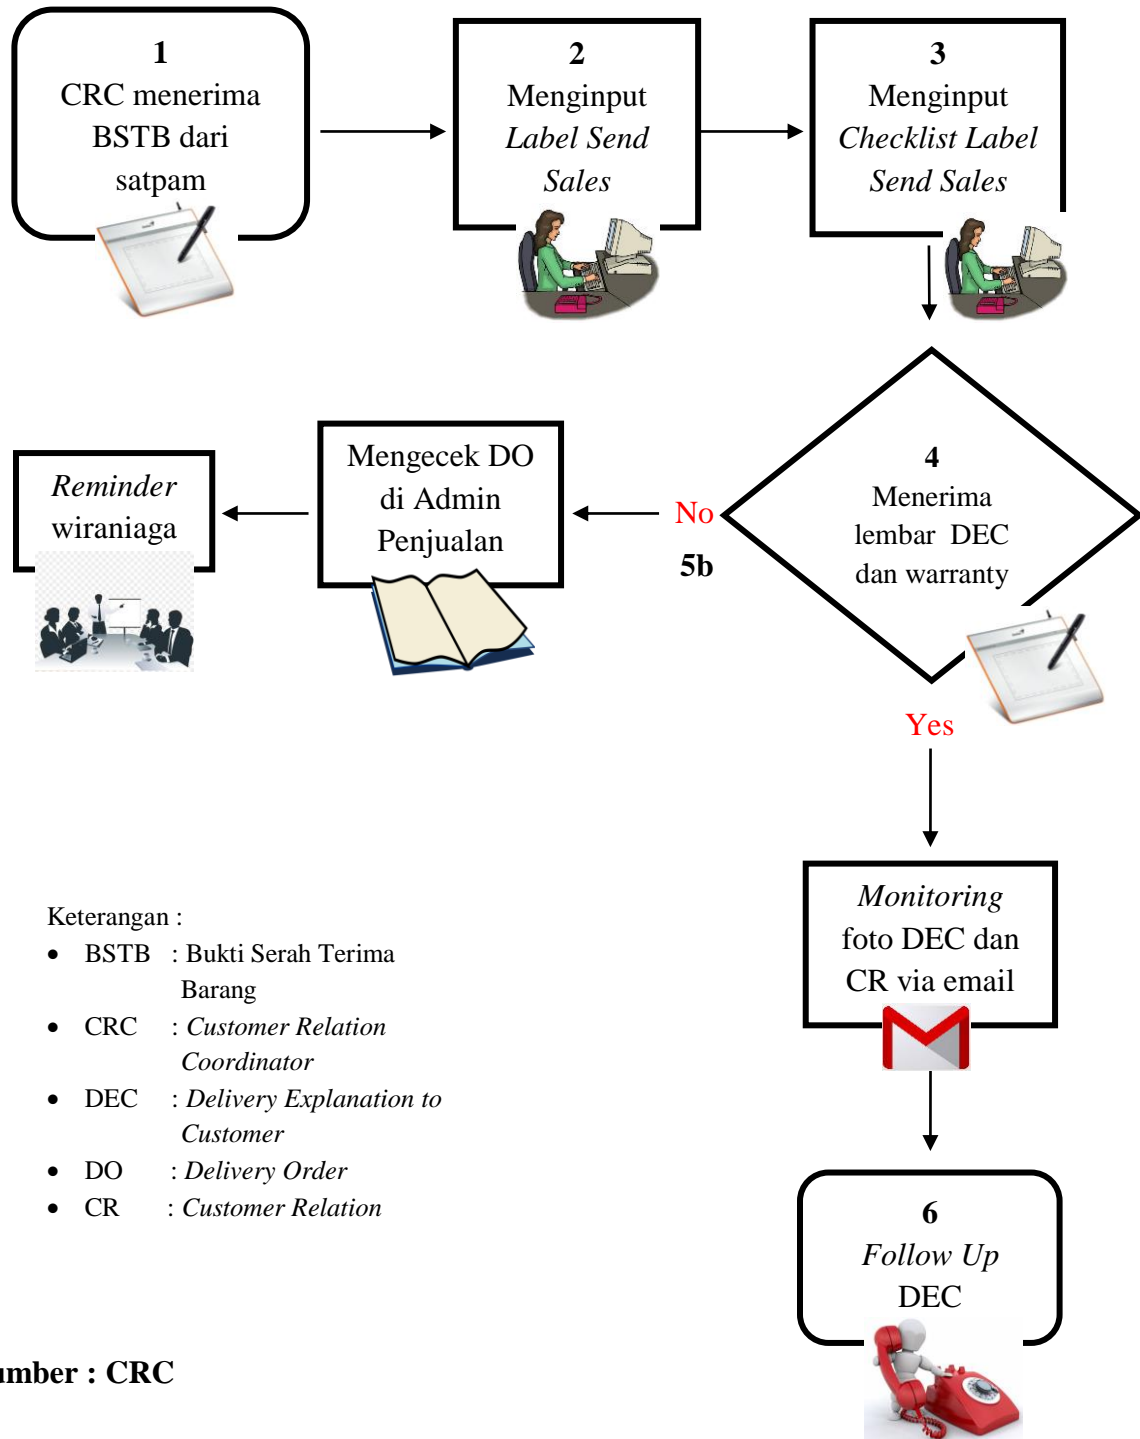 1
CRC menerima
BSTB dari
satpam
2
Menginput
Label Send
Sales
3
Menginput
Checklist Label
Send Sales
4
Menerima
lembar DEC
dan warranty
No
5b
Mengecek DO
di Admin
Penjualan
Reminder
wiraniaga
Yes
Monitoring
foto DEC dan
CR via email
6
Follow Up
DEC
Keterangan :
• BSTB : Bukti Serah Terima
Barang
• CRC : Customer Relation
Coordinator
• DEC : Delivery Explanation to
Customer
• DO : Delivery Order
• CR : Customer Relation
umber : CRC